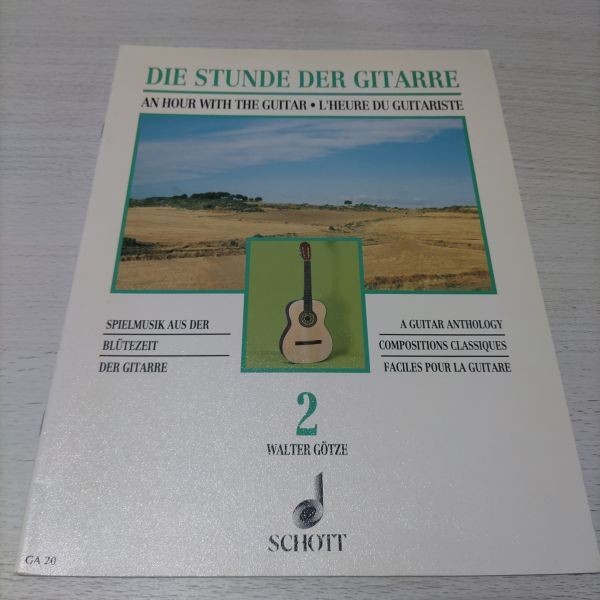 DIE STUNDE DER GITARRE
AN HOUR WITH THE GUITAR • L'HEURE DU GUITARISTE
SPIELMUSIK AUS DER
BLÜTEZEIT
DER GITARRE
A GUITAR ANTHOLOGY
COMPOSITIONS CLASSIQUES
FACILES POUR LA GUITARE
2
WALTER GÖTZE
SCHOTT
GA 20